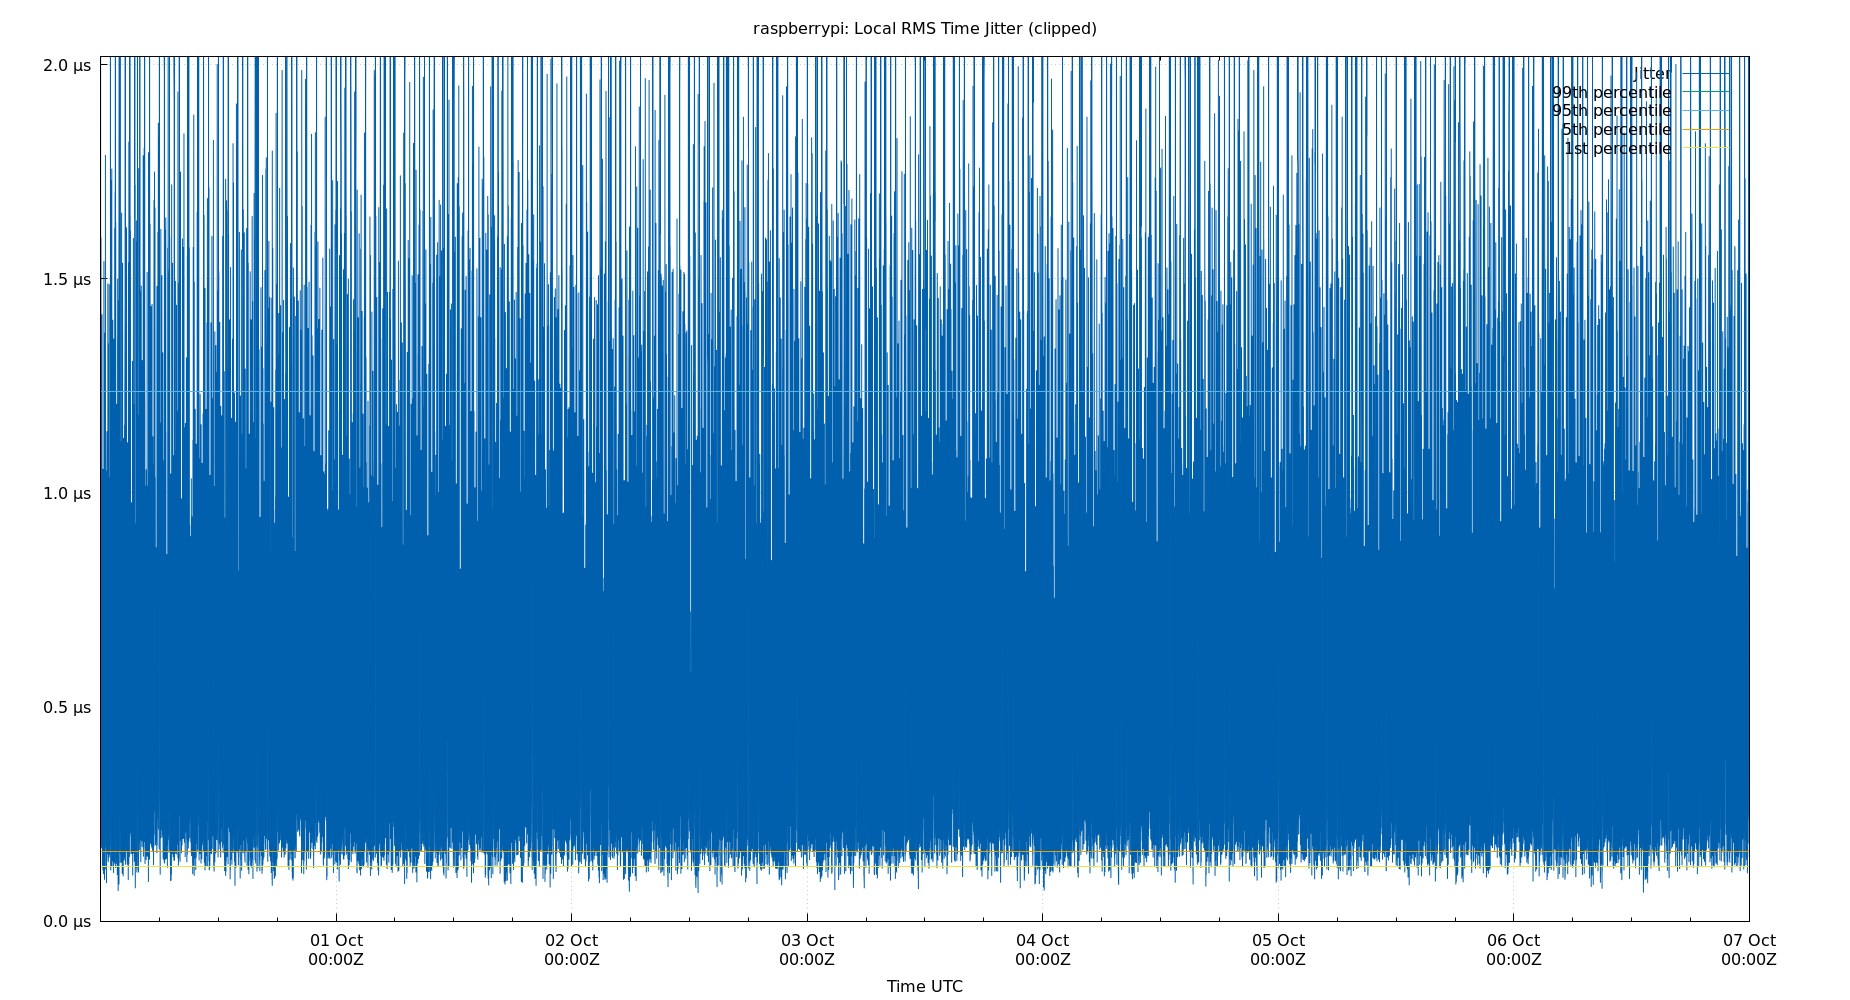 raspberrypi: Local RMS Time Jitter (clipped)
2.0 μs
1.5 μs
1.0 μs
0.5 μs
0.0 μs
Jitter
99th percentile
95th percentile
5th percentile
1st percentile
01 Oct 02 Oct 03 Oct 04 Oct 05 Oct 06 Oct 07 Oct
00:00Z 00:00Z 00:00Z 00:00Z 00:00Z 00:00Z 00:00Z
Time UTC